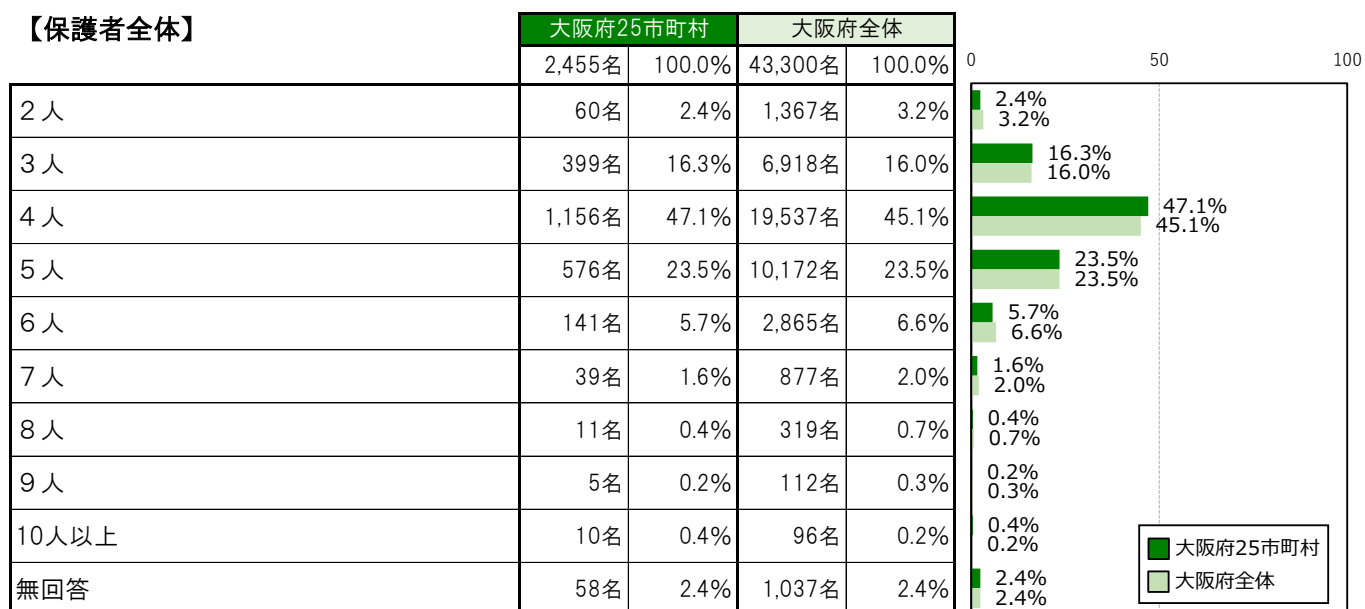 【保護者全体】
大阪府25市町村 大阪府全体
2,455名 100.0% 43,300名 100.0%
0 50 100
２人 60名 2.4% 1,367名 3.2%
2.4%
3.2%
３人 399名 16.3% 6,918名 16.0%
16.3%
16.0%
４人 1,156名 47.1% 19,537名 45.1%
47.1%
45.1%
５人 576名 23.5% 10,172名 23.5%
23.5%
23.5%
６人 141名 5.7% 2,865名 6.6%
5.7%
6.6%
７人 39名 1.6% 877名 2.0%
1.6%
2.0%
８人 11名 0.4% 319名 0.7%
0.4%
0.7%
９人 5名 0.2% 112名 0.3%
0.2%
0.3%
10人以上 10名 0.4% 96名 0.2%
0.4%
0.2%
無回答 58名 2.4% 1,037名 2.4%
2.4%
2.4%
大阪府25市町村
大阪府全体